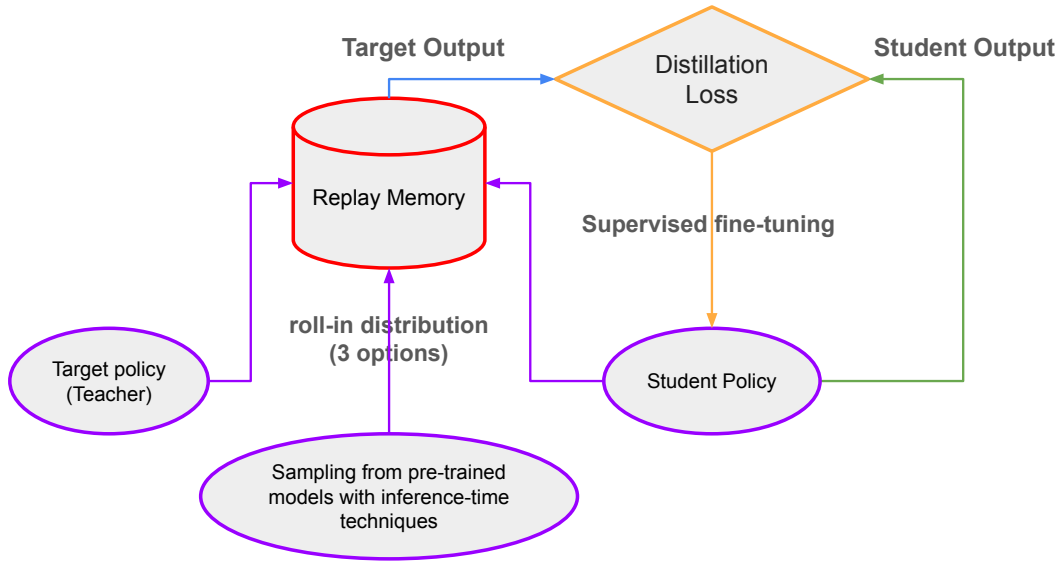 Target Output
Student Output
Distillation
Loss
Replay Memory
Supervised fine-tuning
roll-in distribution
(3 options)
Target policy
(Teacher)
Student Policy
Sampling from pre-trained
models with inference-time
techniques